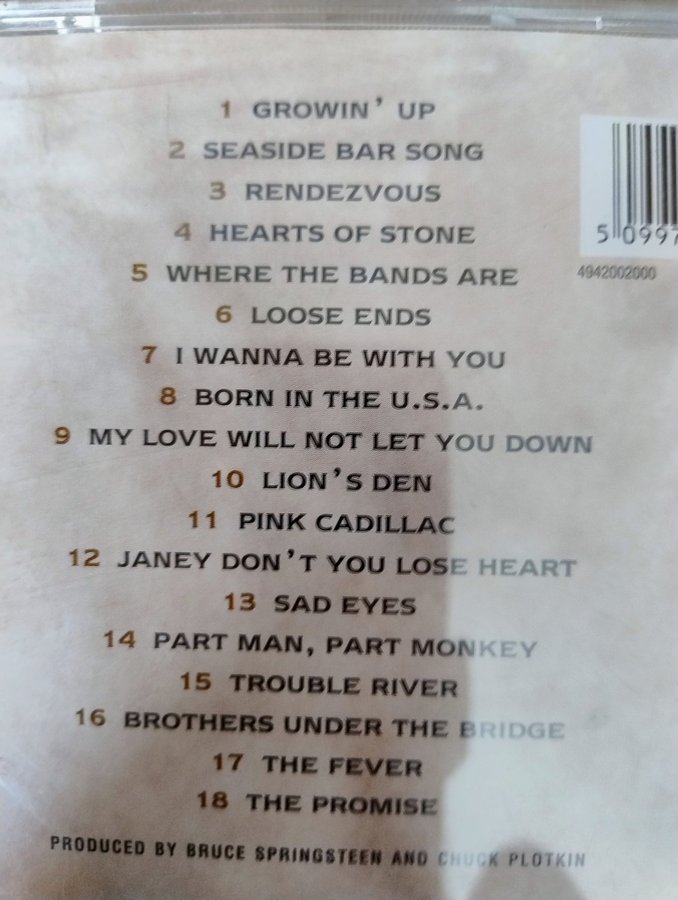 1 GROWIN' UP
2 SEASIDE BAR SONG
3 RENDEZVOUS
4 HEARTS OF STONE
5 WHERE THE BANDS ARE
6 LOOSE ENDS
7 I WANNA BE WITH YOU
8 BORN IN THE U.S.A.
9 MY LOVE WILL NOT LET YOU DOWN
10 LION'S DEN
11 PINK CADILLAC
12 JANEY DON'T YOU LOSE HEART
13 SAD EYES
14 PART MAN, PART MONKEY
15 TROUBLE RIVER
16 BROTHERS UNDER THE BRIDGE
17 THE FEVER
18 THE PROMISE
PRODUCED BY BRUCE SPRINGSTEEN AND CHUCK PLOTKIN
5 0997
4942002000